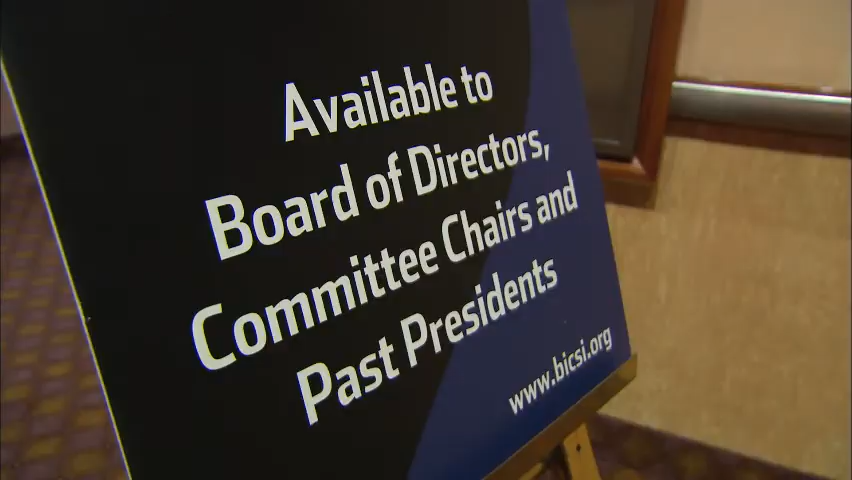 Available to
Board of Directors,
Committee Chairs and
Past Presidents
www.bicsi.org